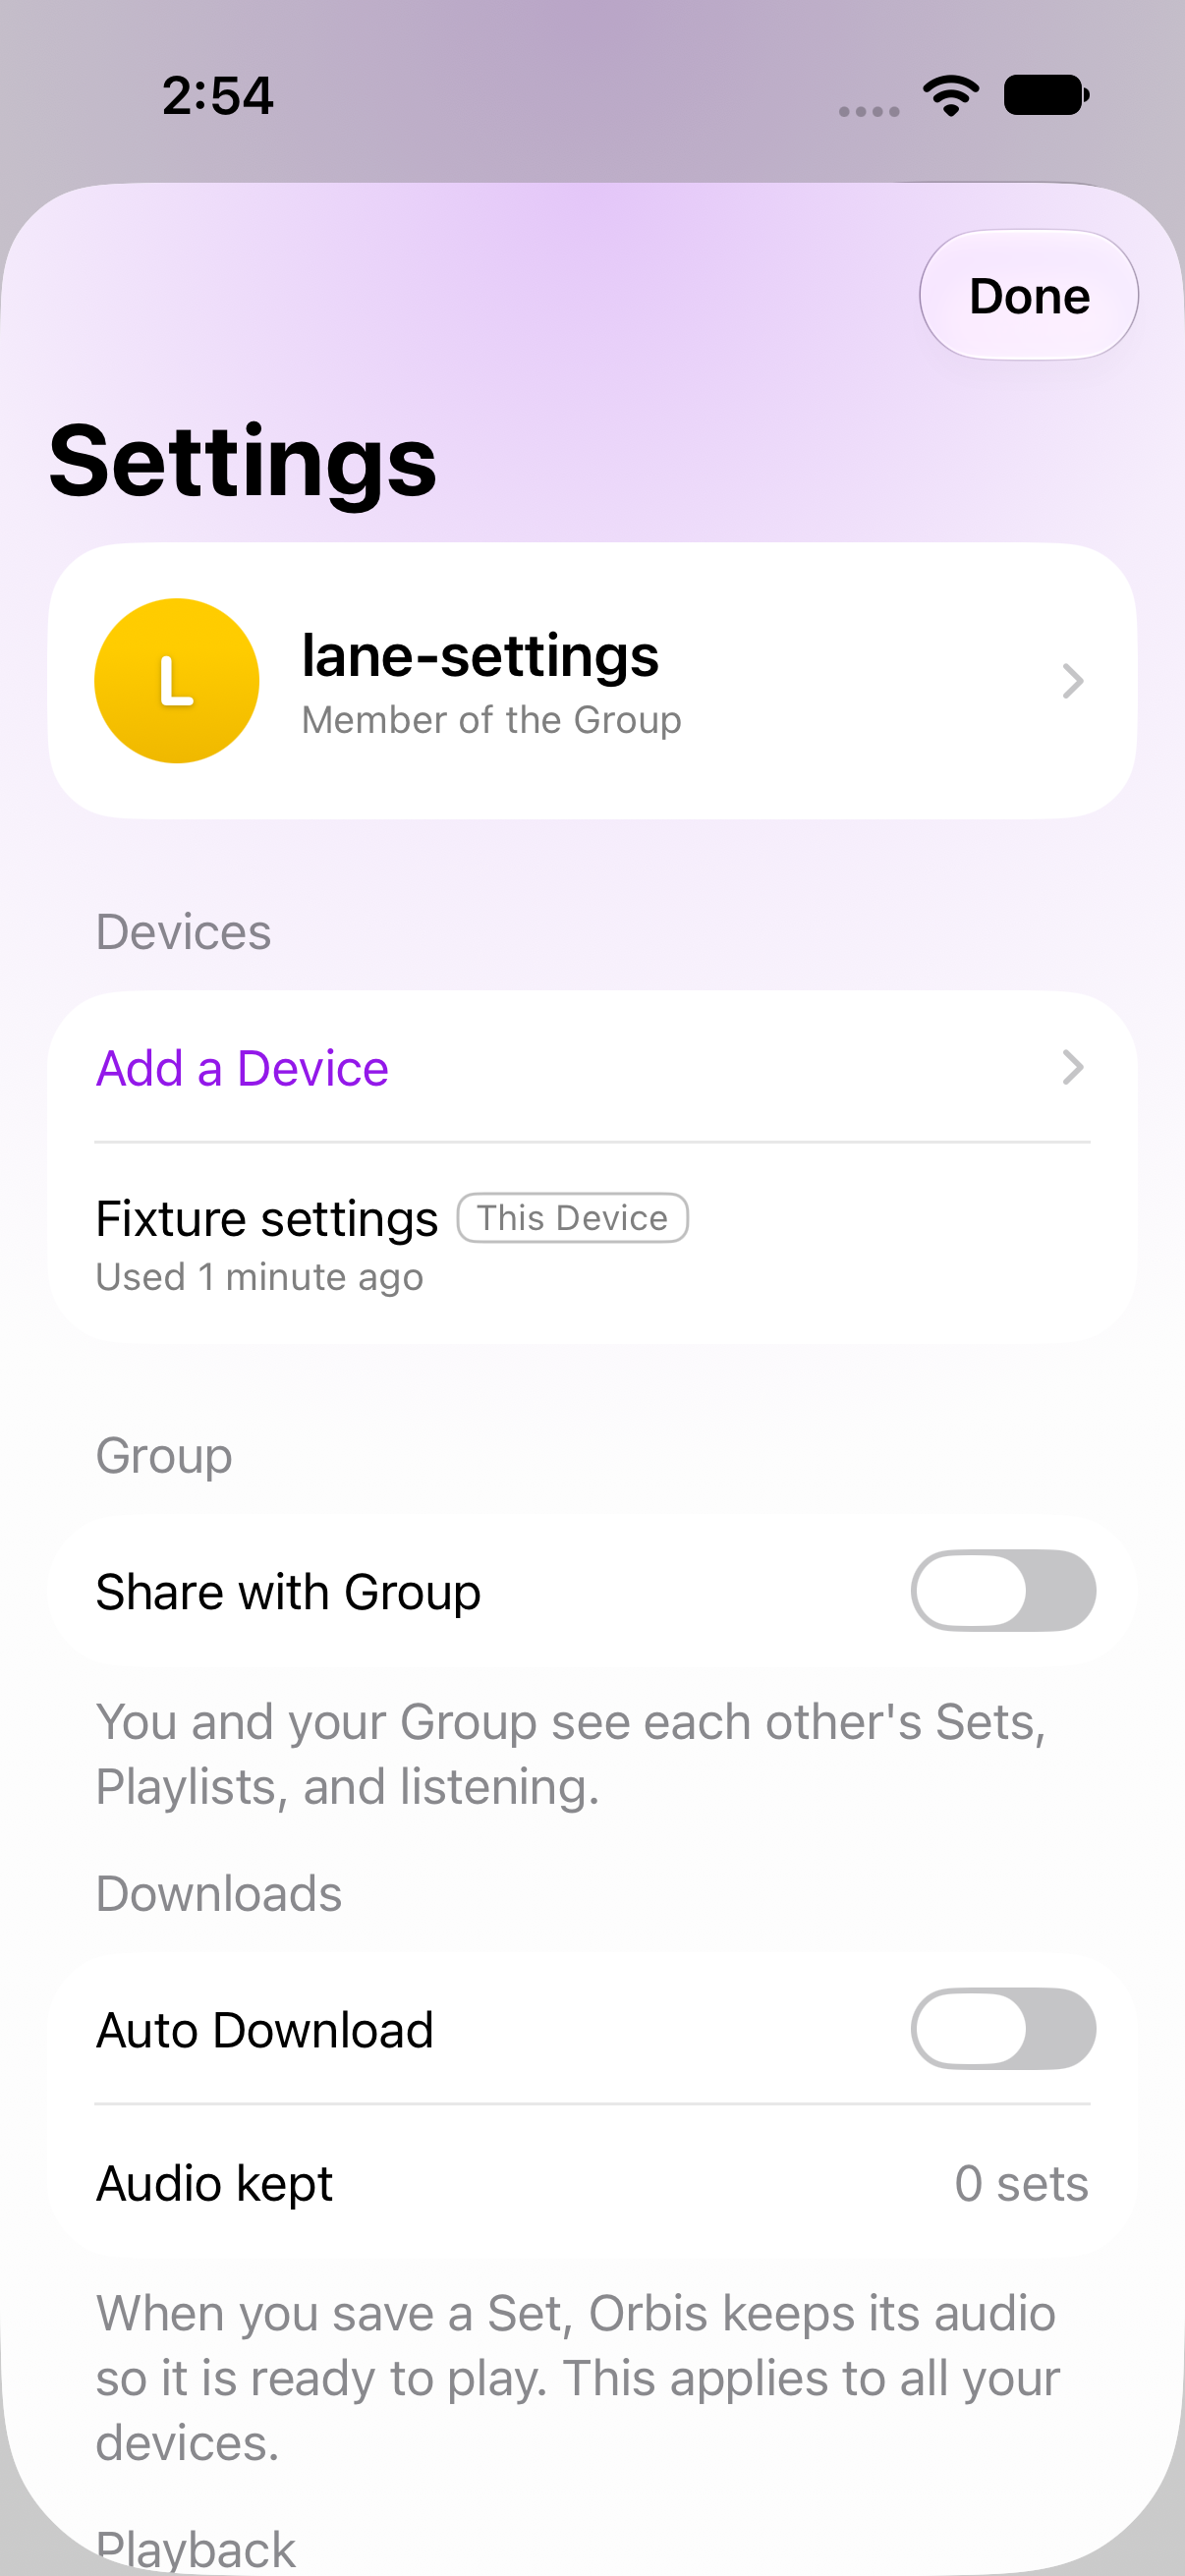 2:54
Done
Settings
L
lane-settings
Member of the Group
Devices
Add a Device
Fixture settings This Device
Used 1 minute ago
Group
Share with Group
You and your Group see each other's Sets,
Playlists, and listening.
Downloads
Auto Download
Audio kept 0 sets
When you save a Set, Orbis keeps its audio
so it is ready to play. This applies to all your
devices.
Playback